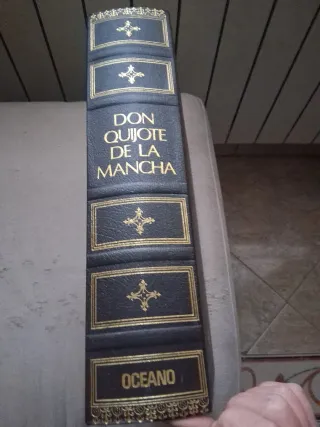 DON
QUIJOTE
DE LA
MANCHA
OCEANO